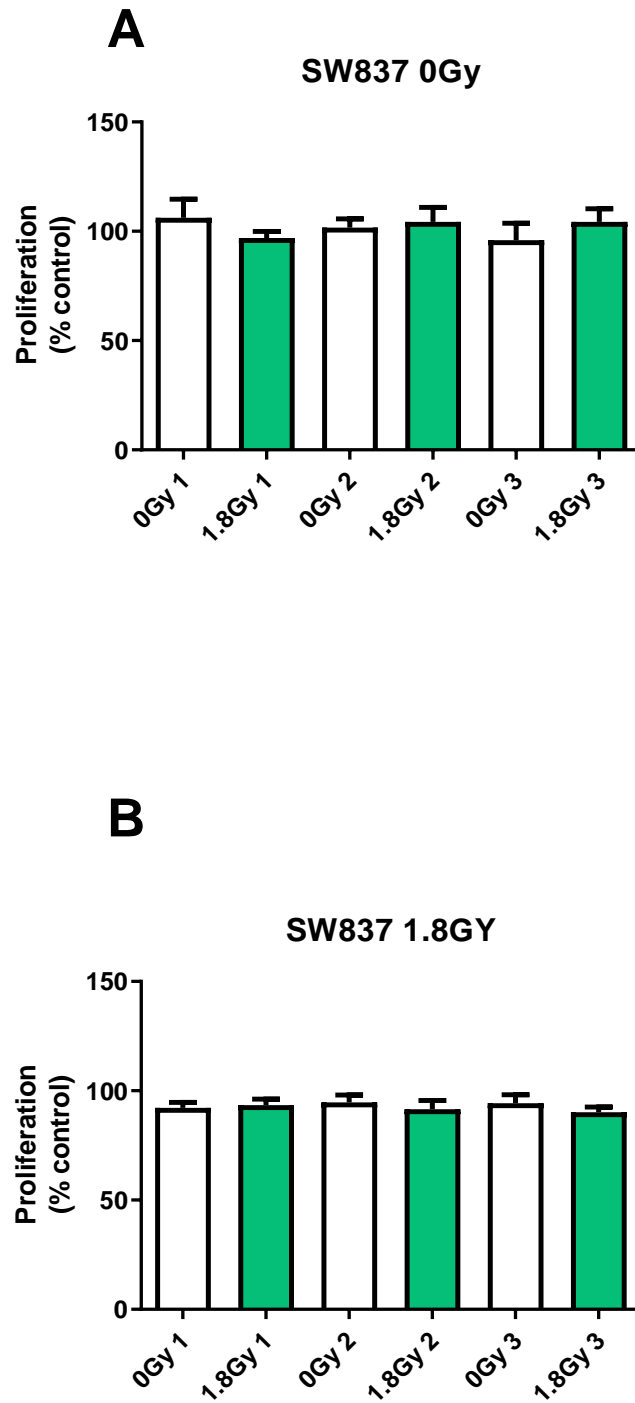 A
SW837 0Gy
Proliferation
(% control)
150
100
50
0
0Gy 1
1.8Gy 1
0Gy 2
1.8Gy 2
0Gy 3
1.8Gy 3
B
SW837 1.8GY
Proliferation
(% control)
150
100
50
0
0Gy 1
1.8Gy 1
0Gy 2
1.8Gy 2
0Gy 3
1.8Gy 3